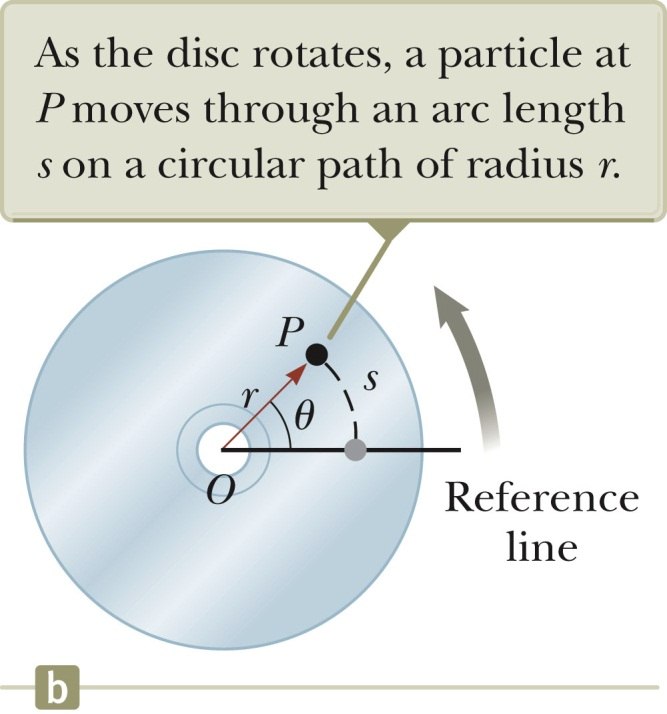 As the disc rotates, a particle at
P moves through an arc length
s on a circular path of radius r.
P
s
r
θ
O
Reference
line
b